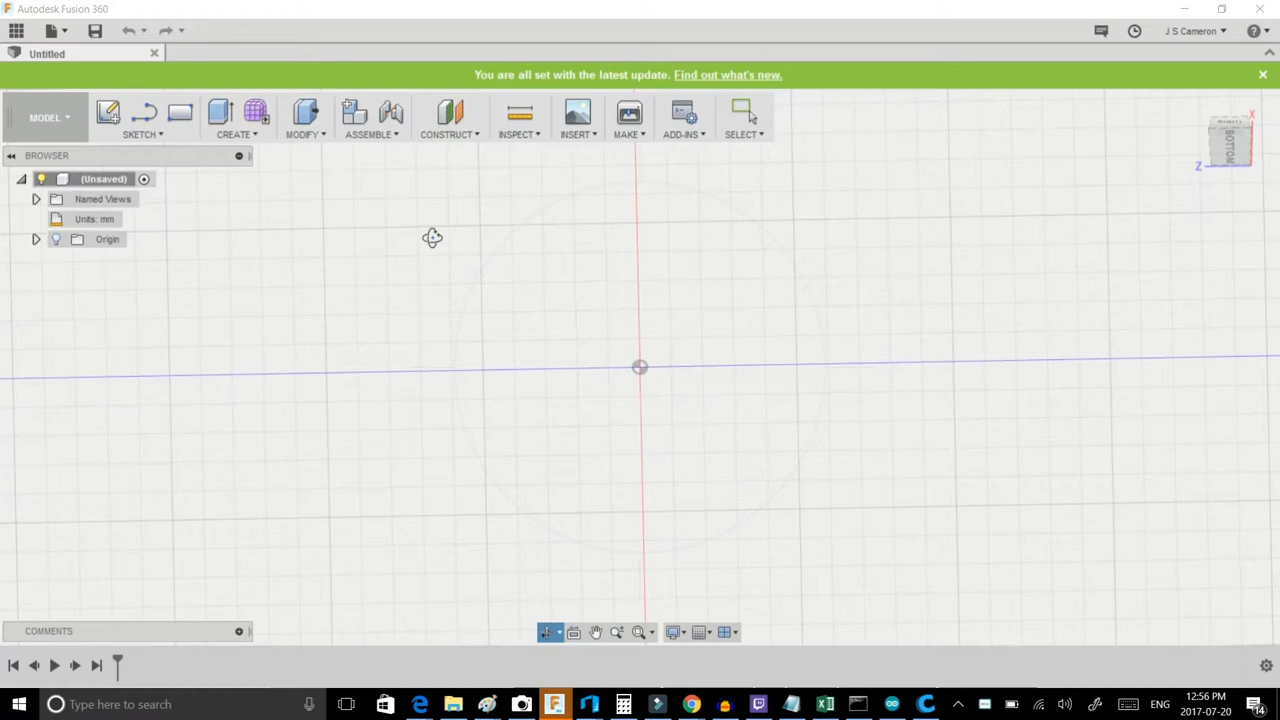 Autodesk Fusion 360
J S Cameron
Untitled
You are all set with the latest update. Find out what's new.
MODEL
SKETCH
CREATE
MODIFY
ASSEMBLE
CONSTRUCT
INSPECT
INSERT
MAKE
ADD-INS
SELECT
X
BOTTOM
Z
BROWSER
(Unsaved)
Named Views
Units: mm
Origin
COMMENTS
Type here to search
ENG
12:56 PM
2017-07-20
14